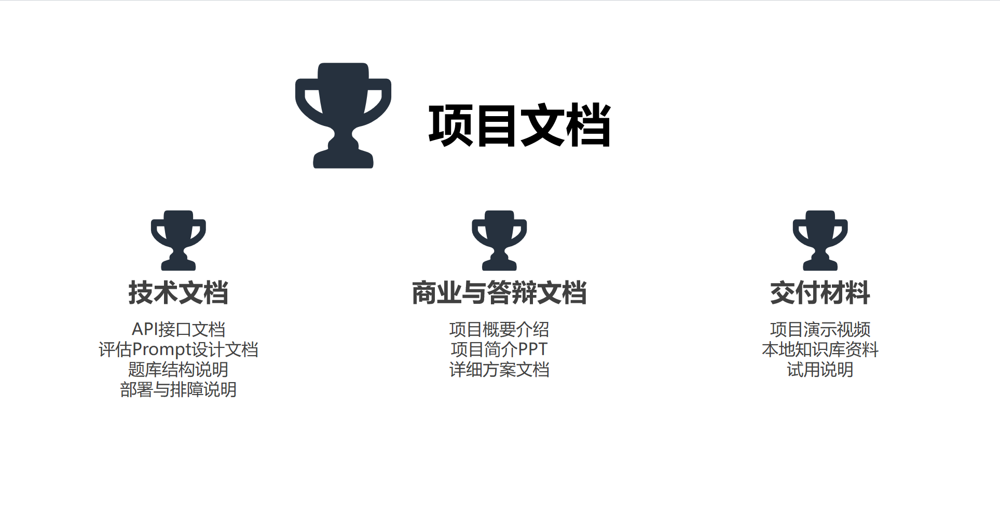 项目文档
技术文档
API接口文档
评估Prompt设计文档
题库结构说明
部署与排障说明
商业与答辩文档
项目概要介绍
项目简介PPT
详细方案文档
交付材料
项目演示视频
本地知识库资料
试用说明